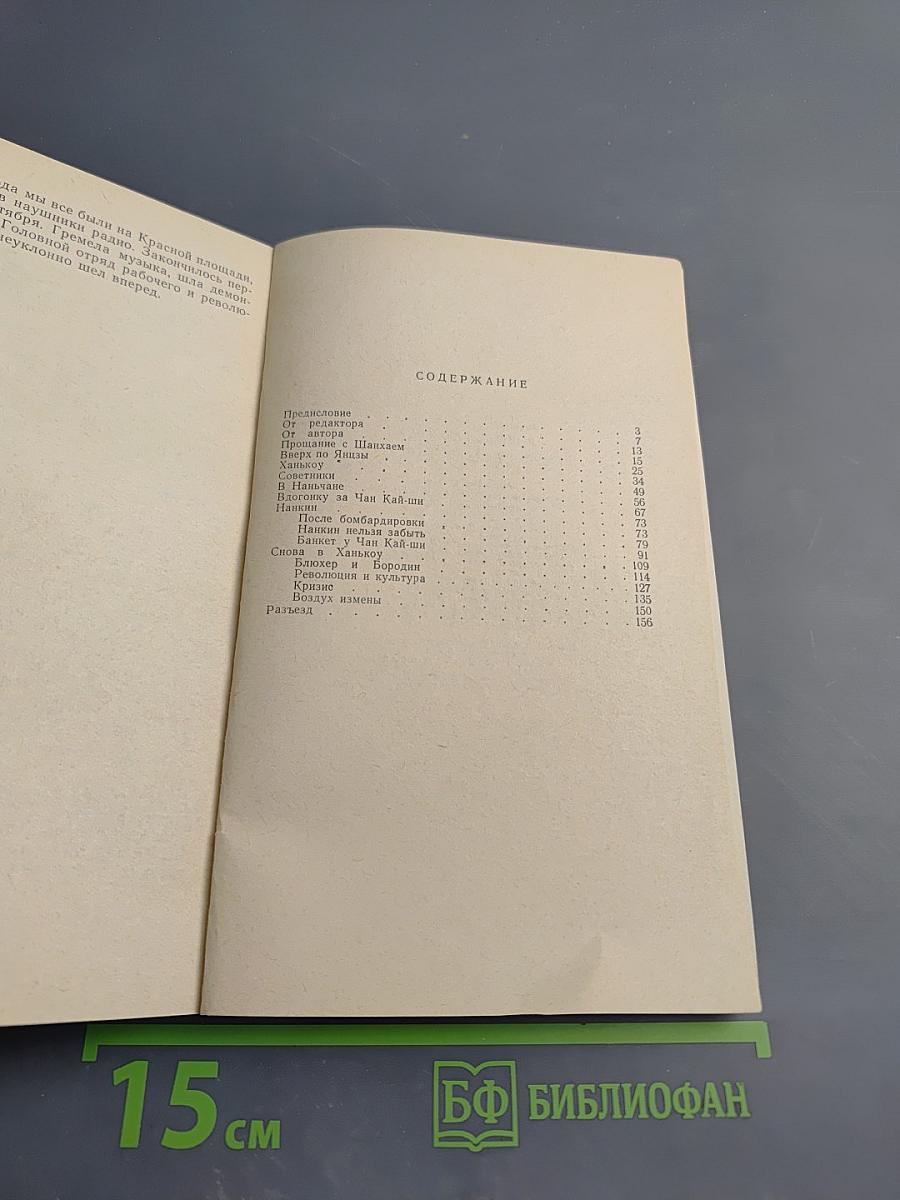 да мы все были на Красной площади,
в наушники радио. Закончилось пер-
тября. Гремела музыка, шла демон-
Головной отряд рабочего и револю-
неуклонно шел вперед.
СОДЕРЖАНИЕ
Предисловие . . . 3
От редактора . . . 7
От автора . . . 13
Прощание с Шанхаем . . . 15
Вверх по Янцзы . . . 25
Ханькоу . . . 34
Советники . . . 49
В Наньчане . . . 56
Вдогонку за Чан Кай-ши . . . 67
Нанкин . . . 73
После бомбардировки . . . 73
Нанкин нельзя забыть . . . 79
Банкет у Чан Кай-ши . . . 91
Снова в Ханькоу . . . 109
Блюхер и Бородин . . . 114
Революция и культура . . . 127
Кризис . . . 135
Воздух измены . . . 150
Разъезд . . . 156
15 см
БФ БИБЛИОФАН